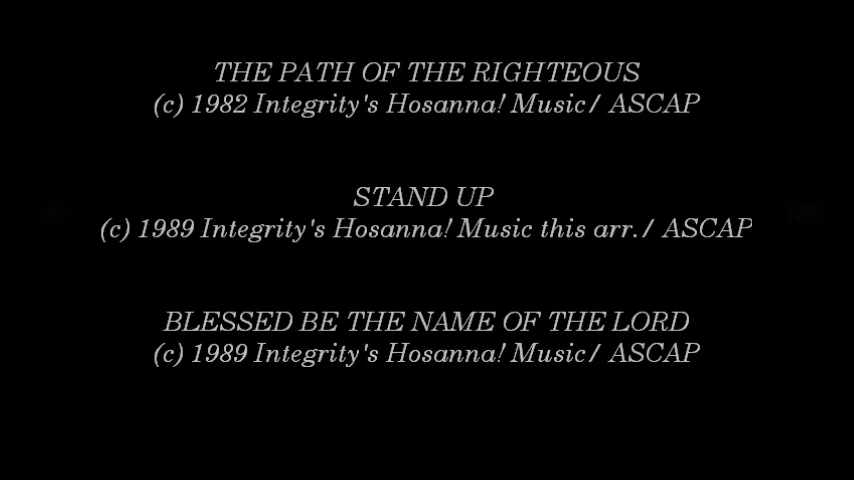 THE PATH OF THE RIGHTEOUS
(c) 1982 Integrity's Hosanna! Music/ ASCAP
STAND UP
(c) 1989 Integrity's Hosanna! Music this arr./ ASCAP
BLESSED BE THE NAME OF THE LORD
(c) 1989 Integrity's Hosanna! Music/ ASCAP